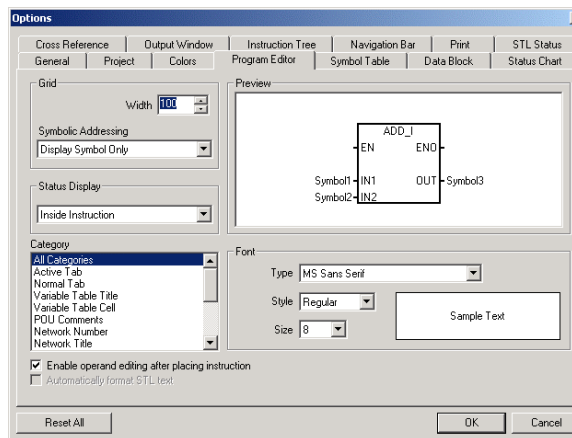 Options
Cross Reference Output Window Instruction Tree Navigation Bar Print STL Status
General Project Colors Program Editor Symbol Table Data Block Status Chart
Grid
Width 100
Symbolic Addressing
Display Symbol Only
Status Display
Inside Instruction
Category
All Categories
Active Tab
Normal Tab
Variable Table Title
Variable Table Cell
POU Comments
Network Number
Network Title
Preview
ADD_I
EN ENO
Symbol1 IN1 OUT Symbol3
Symbol2 IN2
Font
Type MS Sans Serif
Style Regular
Size 8
Sample Text
Enable operand editing after placing instruction
Automatically format STL text
Reset All OK Cancel